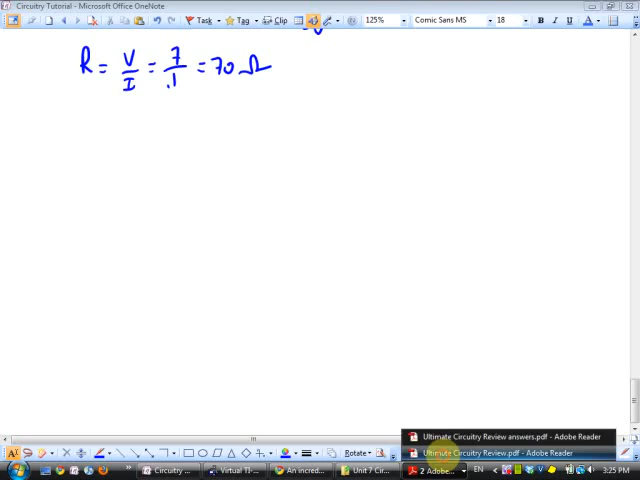 Circuitry Tutorial - Microsoft Office OneNote
Task Tag Clip 125% Comic Sans MS 18 B I U A
R = V/I = 7/.1 = 70 Ω
Ultimate Circuitry Review answers.pdf - Adobe Reader
Ultimate Circuitry Review.pdf - Adobe Reader
Rotate
Circuitry ... Virtual TI-... An incred... Unit 7 Circ... 2 Adobe... EN 3:25 PM